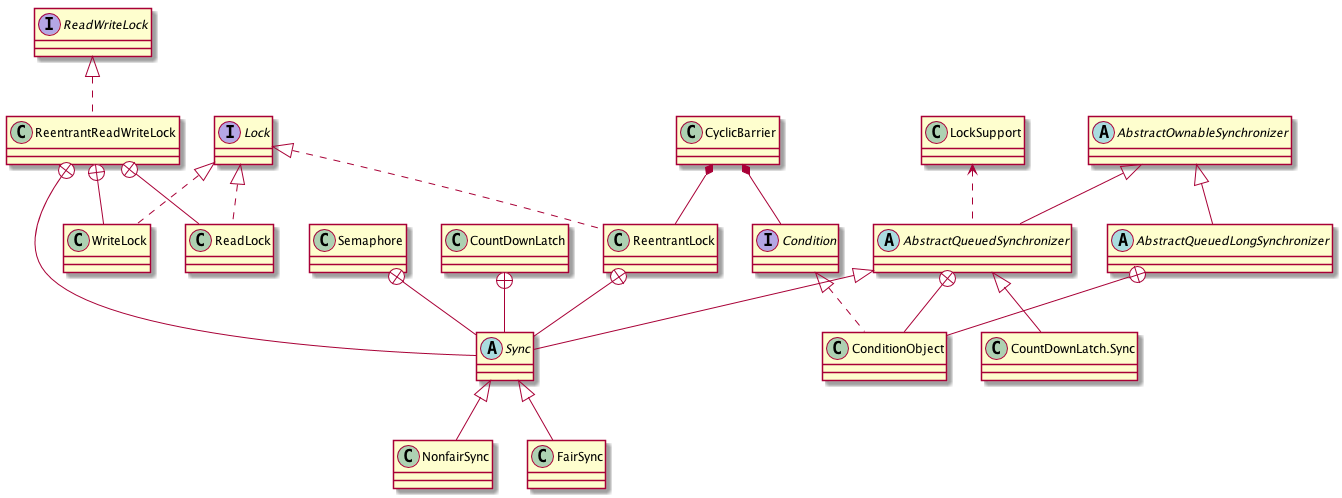 I ReadWriteLock
C ReentrantReadWriteLock
I Lock
C CyclicBarrier
C LockSupport
A AbstractOwnableSynchronizer
C WriteLock
C ReadLock
C Semaphore
C CountDownLatch
C ReentrantLock
I Condition
A AbstractQueuedSynchronizer
A AbstractQueuedLongSynchronizer
A Sync
C ConditionObject
C CountDownLatch.Sync
C NonfairSync
C FairSync